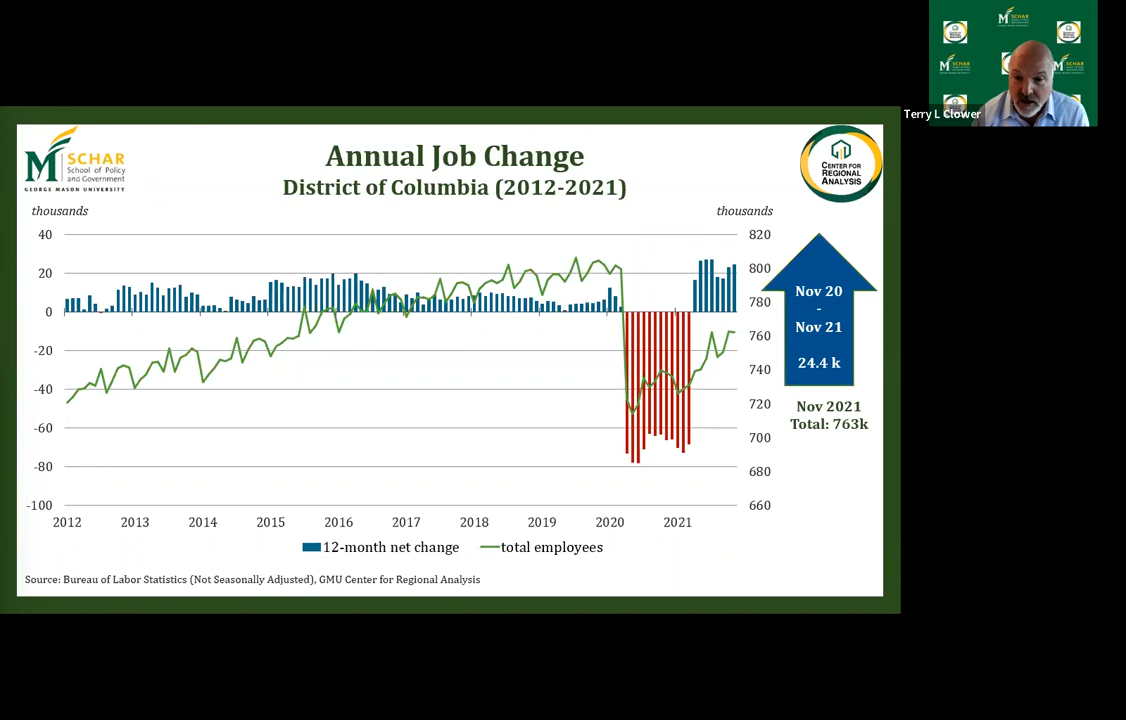 SCHAR
Terry L Clower
SCHAR
School of Policy
and Government
GEORGE MASON UNIVERSITY
Annual Job Change
District of Columbia (2012-2021)
CENTER FOR
REGIONAL
ANALYSIS
thousands
thousands
40
20
0
-20
-40
-60
-80
-100
820
800
780
760
740
720
700
680
660
2012 2013 2014 2015 2016 2017 2018 2019 2020 2021
12-month net change
total employees
Nov 20
-
Nov 21
24.4 k
Nov 2021
Total: 763k
Source: Bureau of Labor Statistics (Not Seasonally Adjusted), GMU Center for Regional Analysis